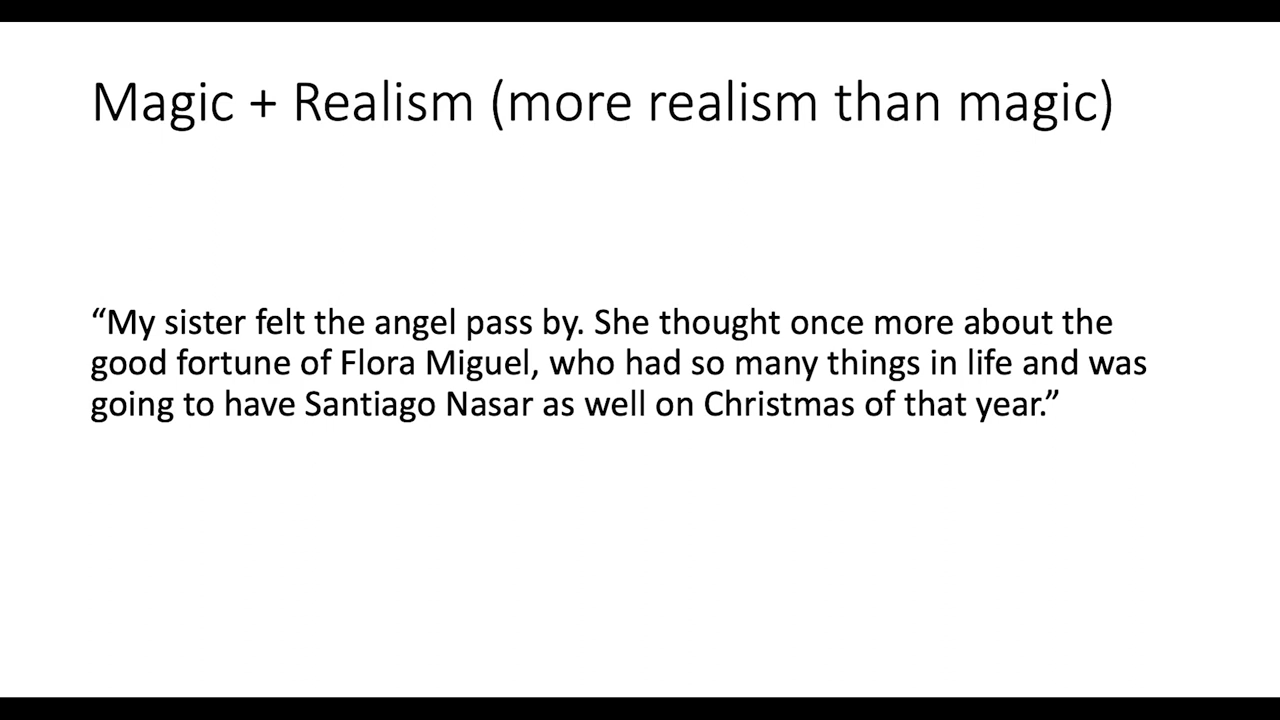 Magic + Realism (more realism than magic)
“My sister felt the angel pass by. She thought once more about the
good fortune of Flora Miguel, who had so many things in life and was
going to have Santiago Nasar as well on Christmas of that year.”